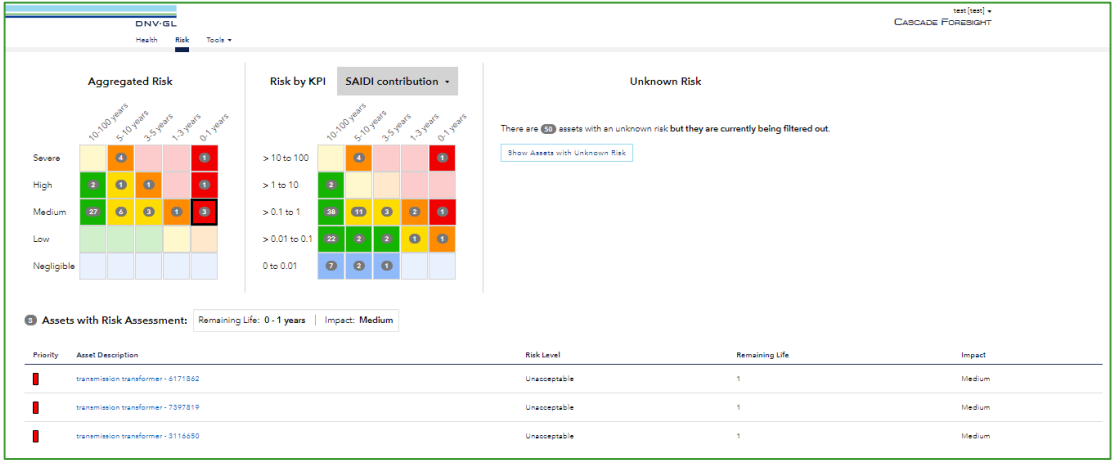 DNV·GL
test [test]
CASCADE FORESIGHT
Health Risk Tools
Aggregated Risk
10-100 years 5-10 years 3-5 years 1-3 years 0-1 years
Severe 4 1
High 2 1 1 1
Medium 27 6 3 1 3
Low
Negligible
Risk by KPI SAIDI contribution
10-100 years 5-10 years 3-5 years 1-3 years 0-1 years
> 10 to 100 4 1
> 1 to 10 2
> 0.1 to 1 38 11 3 2 1
> 0.01 to 0.1 22 2 2 1 1
0 to 0.01 7 2 1
Unknown Risk
There are 50 assets with an unknown risk but they are currently being filtered out.
Show Assets with Unknown Risk
3 Assets with Risk Assessment: Remaining Life: 0 - 1 years | Impact: Medium
Priority Asset Description Risk Level Remaining Life Impact
transmission transformer - 6171862 Unacceptable 1 Medium
transmission transformer - 7397819 Unacceptable 1 Medium
transmission transformer - 3116650 Unacceptable 1 Medium